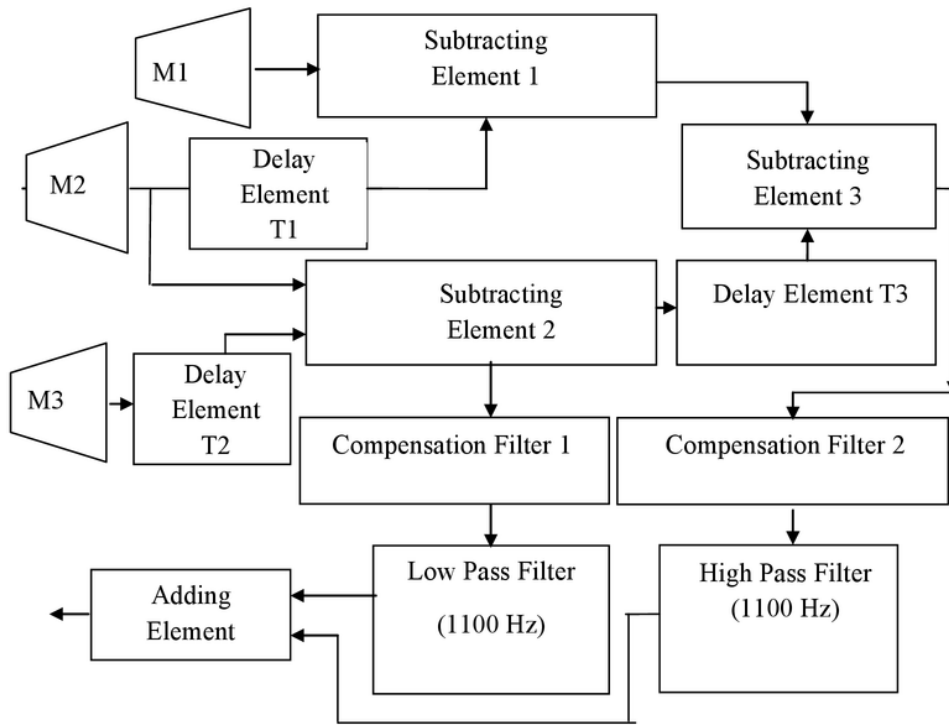 M1
Subtracting
Element 1
M2
Delay
Element
T1
Subtracting
Element 3
Subtracting
Element 2
Delay Element T3
M3
Delay
Element
T2
Compensation Filter 1
Compensation Filter 2
Low Pass Filter
(1100 Hz)
High Pass Filter
(1100 Hz)
Adding
Element